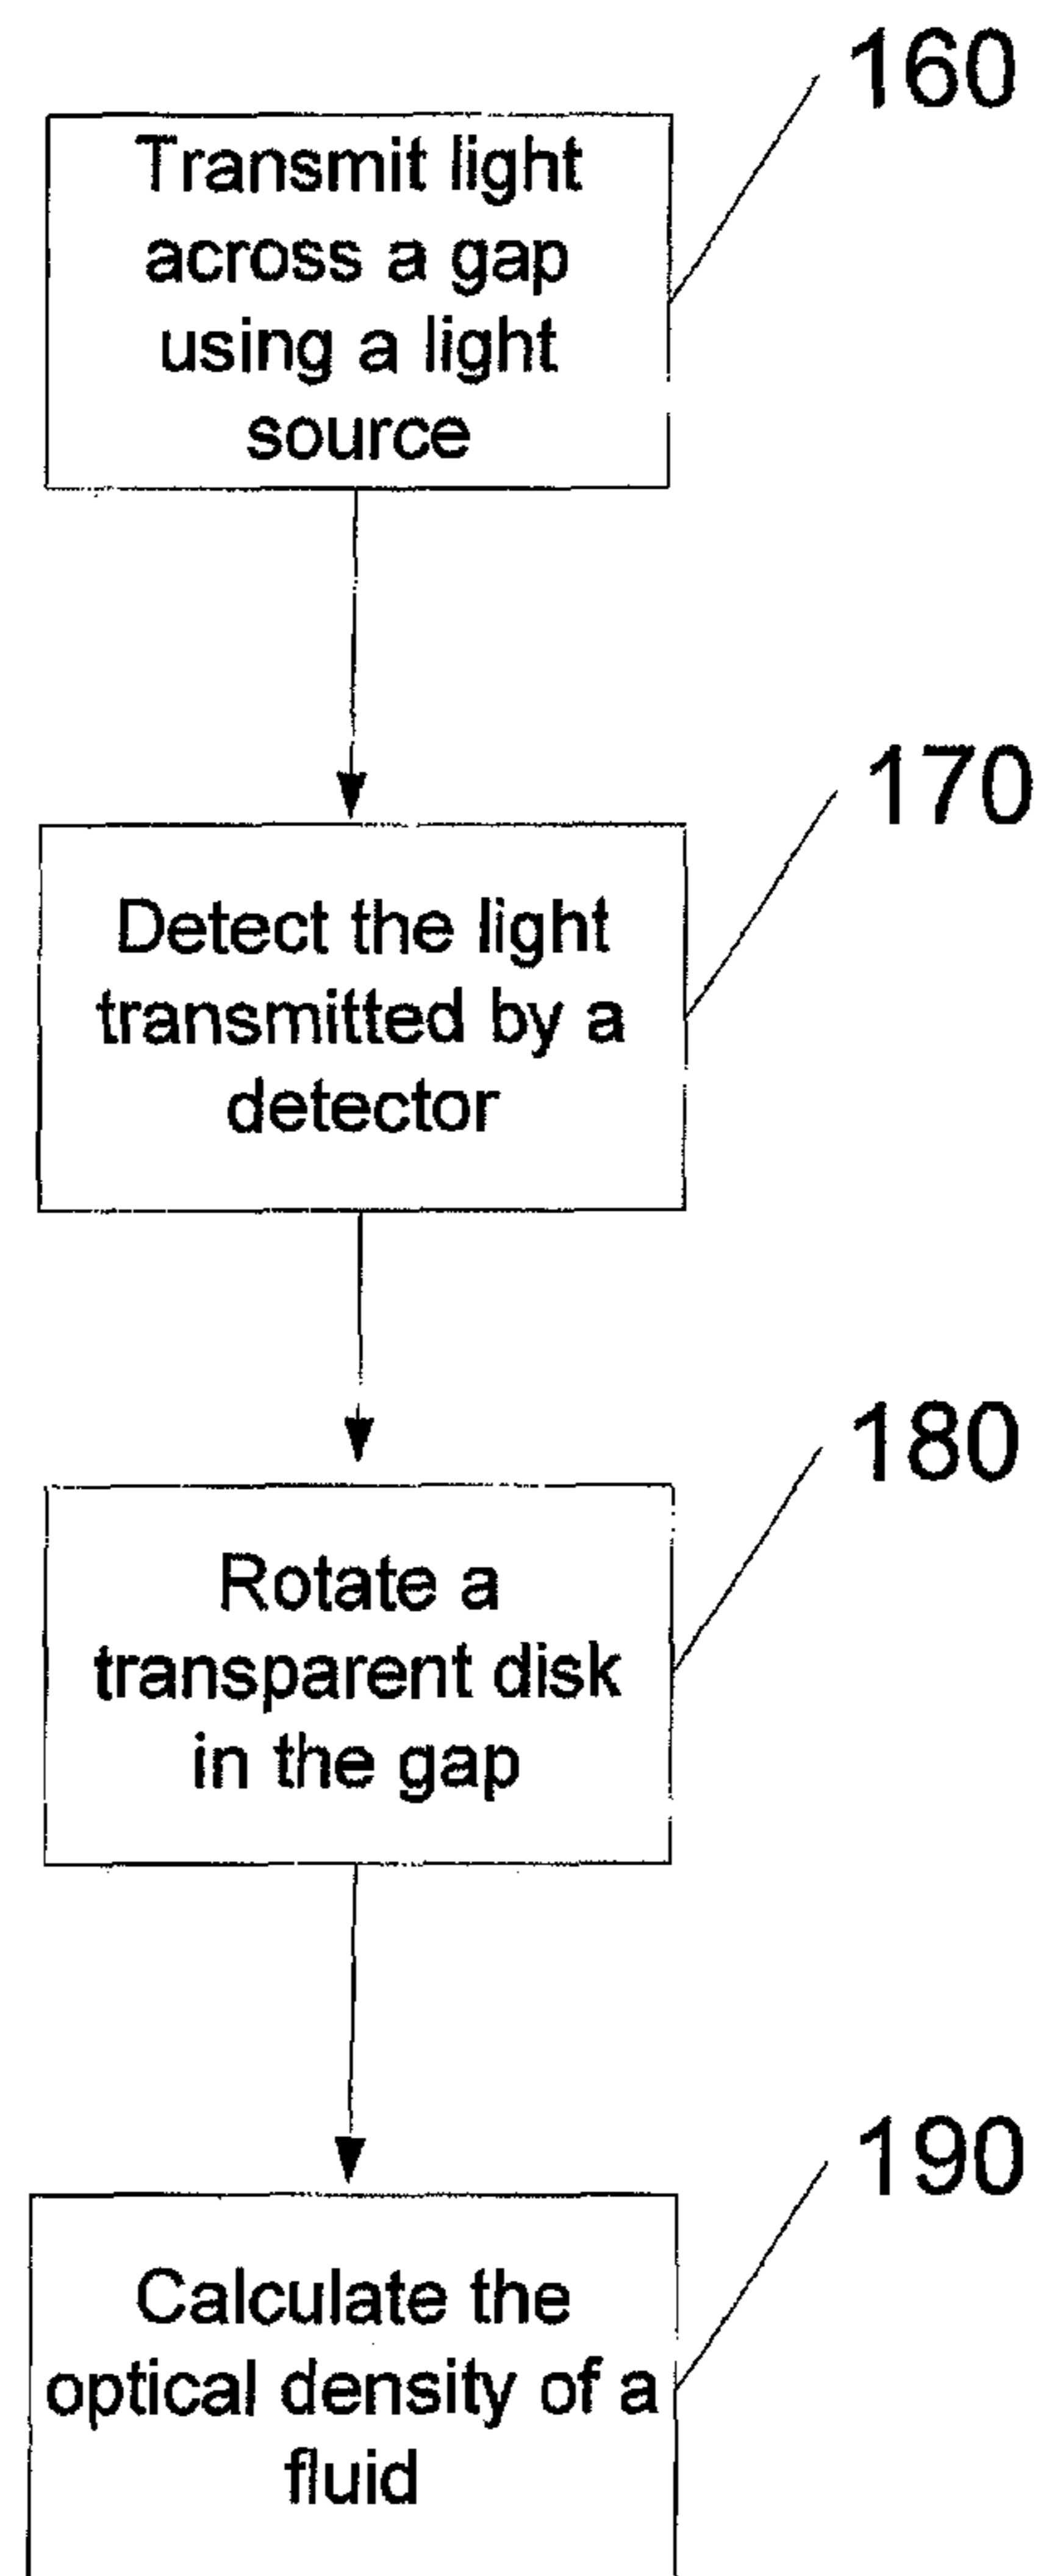 160
Transmit light
across a gap
using a light
source
170
Detect the light
transmitted by a
detector
180
Rotate a
transparent disk
in the gap
190
Calculate the
optical density of a
fluid